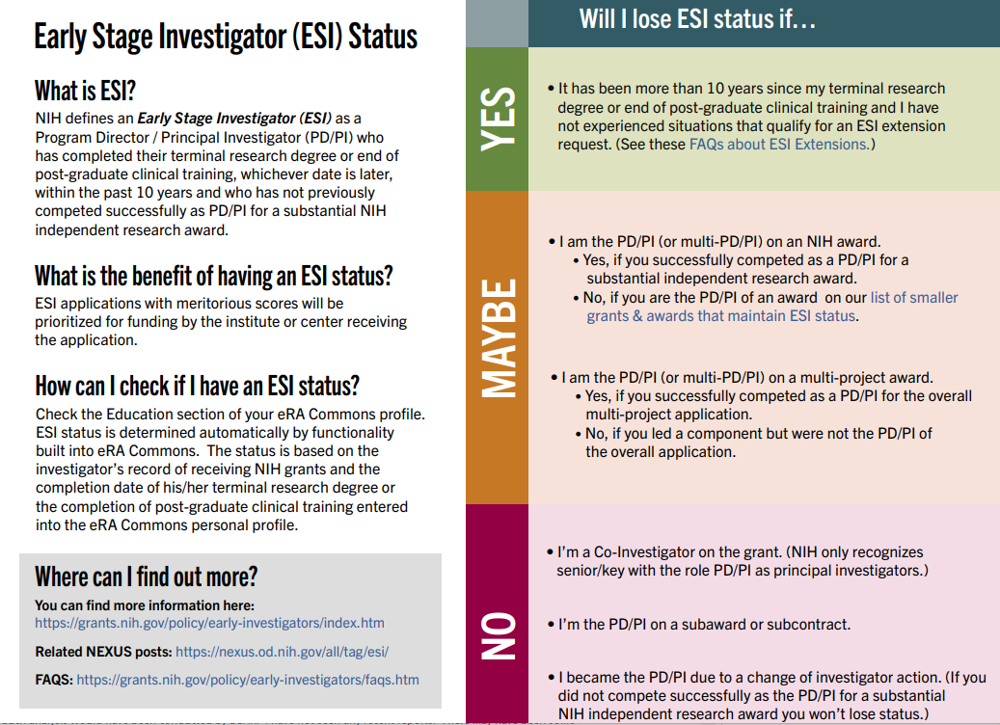 Early Stage Investigator (ESI) Status
What is ESI?
NIH defines an Early Stage Investigator (ESI) as a
Program Director / Principal Investigator (PD/PI) who
has completed their terminal research degree or end of
post-graduate clinical training, whichever date is later,
within the past 10 years and who has not previously
competed successfully as PD/PI for a substantial NIH
independent research award.
What is the benefit of having an ESI status?
ESI applications with meritorious scores will be
prioritized for funding by the institute or center receiving
the application.
How can I check if I have an ESI status?
Check the Education section of your eRA Commons profile.
ESI status is determined automatically by functionality
built into eRA Commons. The status is based on the
investigator's record of receiving NIH grants and the
completion date of his/her terminal research degree or
the completion of post-graduate clinical training entered
into the eRA Commons personal profile.
Where can I find out more?
You can find more information here:
https://grants.nih.gov/policy/early-investigators/index.htm
Related NEXUS posts: https://nexus.od.nih.gov/all/tag/esi/
FAQS: https://grants.nih.gov/policy/early-investigators/faqs.htm
Will I lose ESI status if…
YES
• It has been more than 10 years since my terminal research
degree or end of post-graduate clinical training and I have
not experienced situations that qualify for an ESI extension
request. (See these FAQs about ESI Extensions.)
MAYBE
• I am the PD/PI (or multi-PD/PI) on an NIH award.
• Yes, if you successfully competed as a PD/PI for a
substantial independent research award.
• No, if you are the PD/PI of an award on our list of smaller
grants & awards that maintain ESI status.
• I am the PD/PI (or multi-PD/PI) on a multi-project award.
• Yes, if you successfully competed as a PD/PI for the overall
multi-project application.
• No, if you led a component but were not the PD/PI of
the overall application.
NO
• I'm a Co-Investigator on the grant. (NIH only recognizes
senior/key with the role PD/PI as principal investigators.)
• I'm the PD/PI on a subaward or subcontract.
• I became the PD/PI due to a change of investigator action. (If you
did not compete successfully as the PD/PI for a substantial
NIH independent research award you won't lose status.)